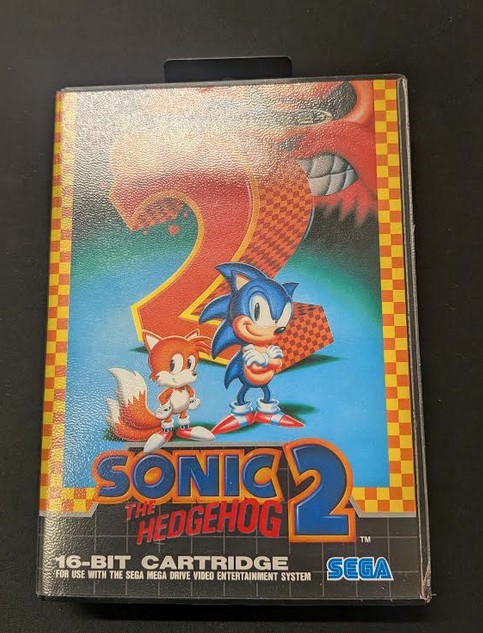 2
SONIC
THE
HEDGEHOG 2
TM
16-BIT CARTRIDGE
FOR USE WITH THE SEGA MEGA DRIVE VIDEO ENTERTAINMENT SYSTEM
SEGA